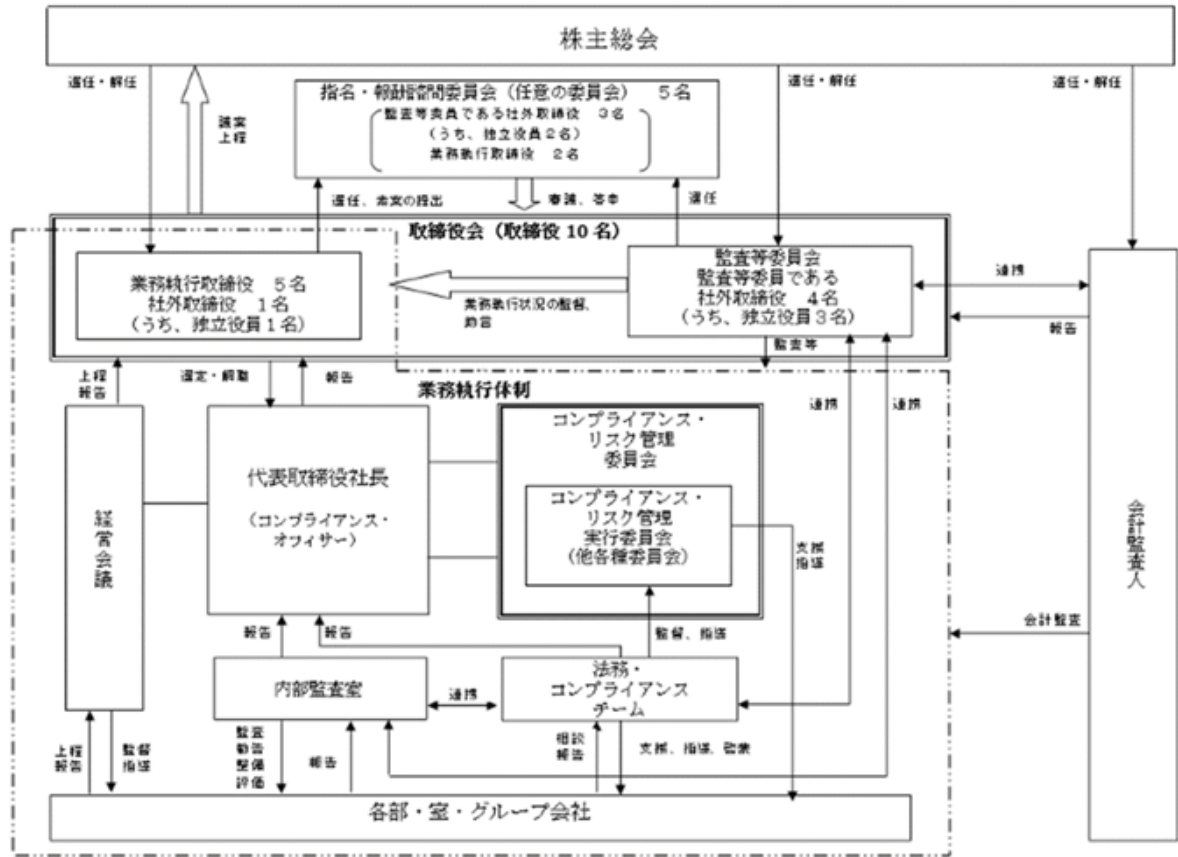 株主総会
選任・解任
議案
上程
指名・報酬諮問委員会（任意の委員会） 5名
監査等委員である社外取締役 3名
（うち、独立役員2名）
業務執行取締役 2名
選任・解任
選任・解任
選任、素案の提出
審議、答申
選任
取締役会（取締役10名）
業務執行取締役 5名
社外取締役 1名
（うち、独立役員1名）
業務執行状況の監督、
助言
監査等委員会
監査等委員である
社外取締役 4名
（うち、独立役員3名）
連携
報告
監査等
上程
報告
選定・解職
報告
業務執行体制
連携
連携
経営会議
代表取締役社長
（コンプライアンス・
オフィサー）
コンプライアンス・
リスク管理
委員会
コンプライアンス・
リスク管理
実行委員会
（他各種委員会）
支援
指導
会計監査人
会計監査
報告
報告
監督、指導
内部監査室
連携
法務・
コンプライアンス
チーム
上程
報告
監督
指導
監査
勧告
整備
評価
報告
相談
報告
支援、指導、啓蒙
各部・室・グループ会社